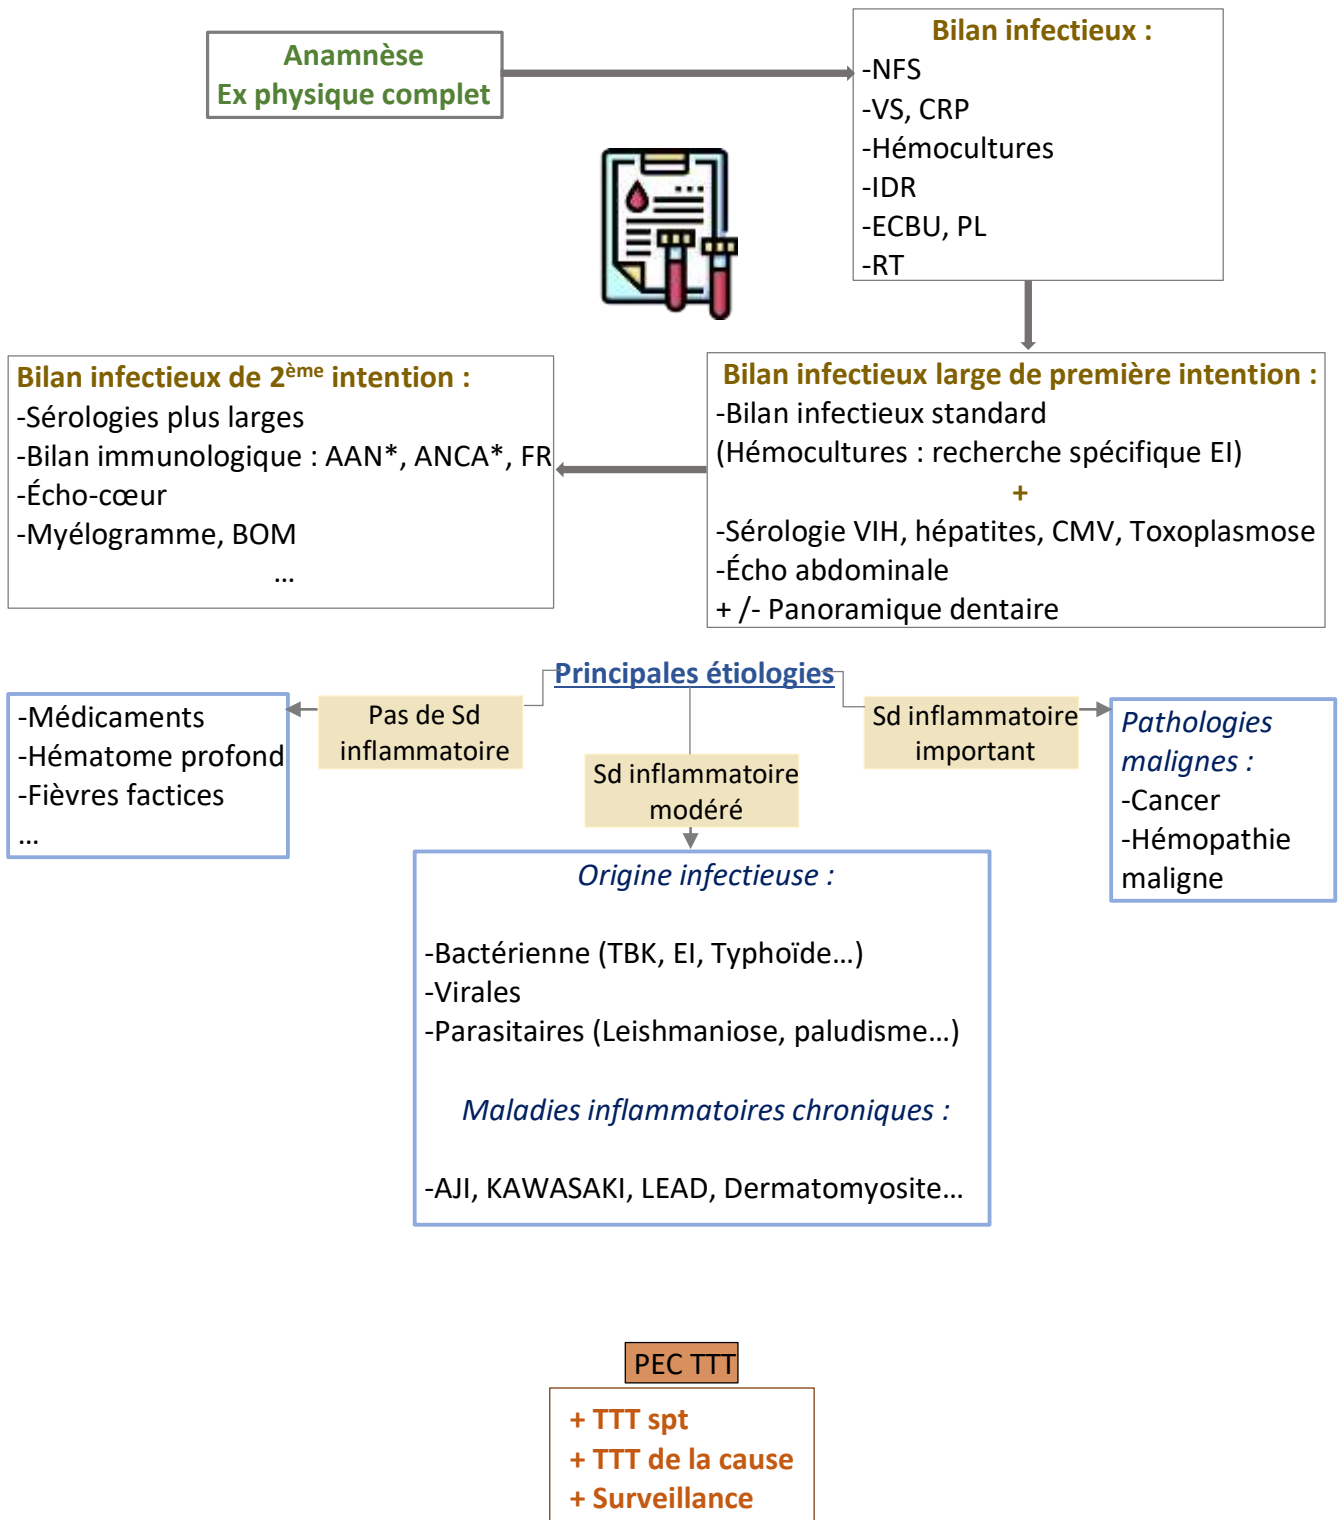 Anamnèse
Ex physique complet
Bilan infectieux :
-NFS
-VS, CRP
-Hémocultures
-IDR
-ECBU, PL
-RT
Bilan infectieux large de première intention :
-Bilan infectieux standard
(Hémocultures : recherche spécifique EI)
+
-Sérologie VIH, hépatites, CMV, Toxoplasmose
-Écho abdominale
+ /- Panoramique dentaire
Bilan infectieux de 2ème intention :
-Sérologies plus larges
-Bilan immunologique : AAN*, ANCA*, FR
-Écho-cœur
-Myélogramme, BOM
...
Principales étiologies
Pas de Sd
inflammatoire
-Médicaments
-Hématome profond
-Fièvres factices
...
Sd inflammatoire
modéré
Origine infectieuse :
-Bactérienne (TBK, EI, Typhoïde…)
-Virales
-Parasitaires (Leishmaniose, paludisme…)
Maladies inflammatoires chroniques :
-AJI, KAWASAKI, LEAD, Dermatomyosite…
Sd inflammatoire
important
Pathologies
malignes :
-Cancer
-Hémopathie
maligne
PEC TTT
+ TTT spt
+ TTT de la cause
+ Surveillance